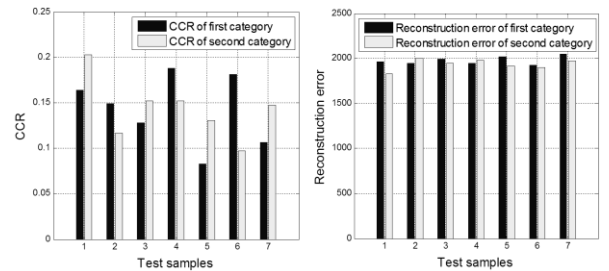 0.25
0.2
0.15
0.1
0.05
0
CCR
CCR of first category
CCR of second category
1 2 3 4 5 6 7
Test samples
2500
2000
1500
1000
500
0
Reconstruction error
Reconstruction error of first category
Reconstruction error of second category
1 2 3 4 5 6 7
Test samples